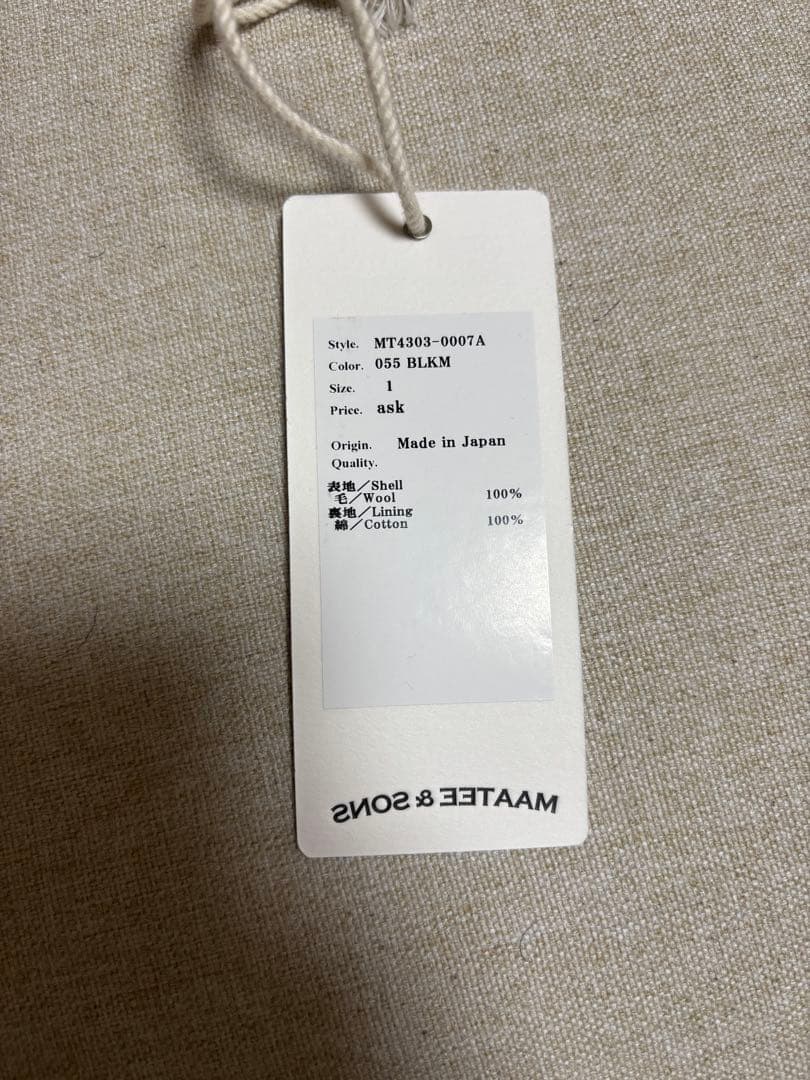 Style. MT4303-0007A
Color. 055 BLKM
Size. 1
Price. ask
Origin. Made in Japan
Quality.
表地/Shell
毛/Wool 100%
裏地/Lining
綿/Cotton 100%
MAATEE & SONS